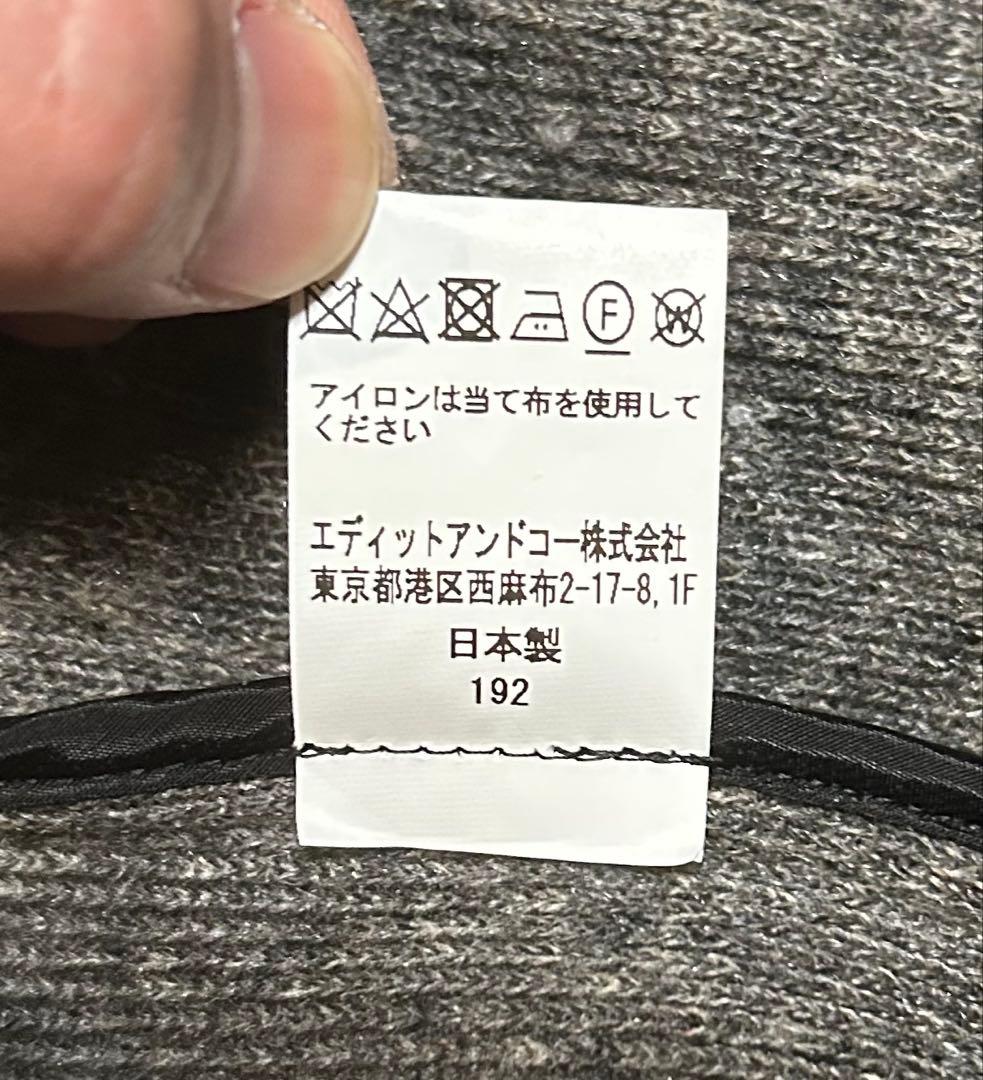 F W
アイロンは当て布を使用して
ください
エディットアンドコー株式会社
東京都港区西麻布2-17-8, 1F
日本製
192